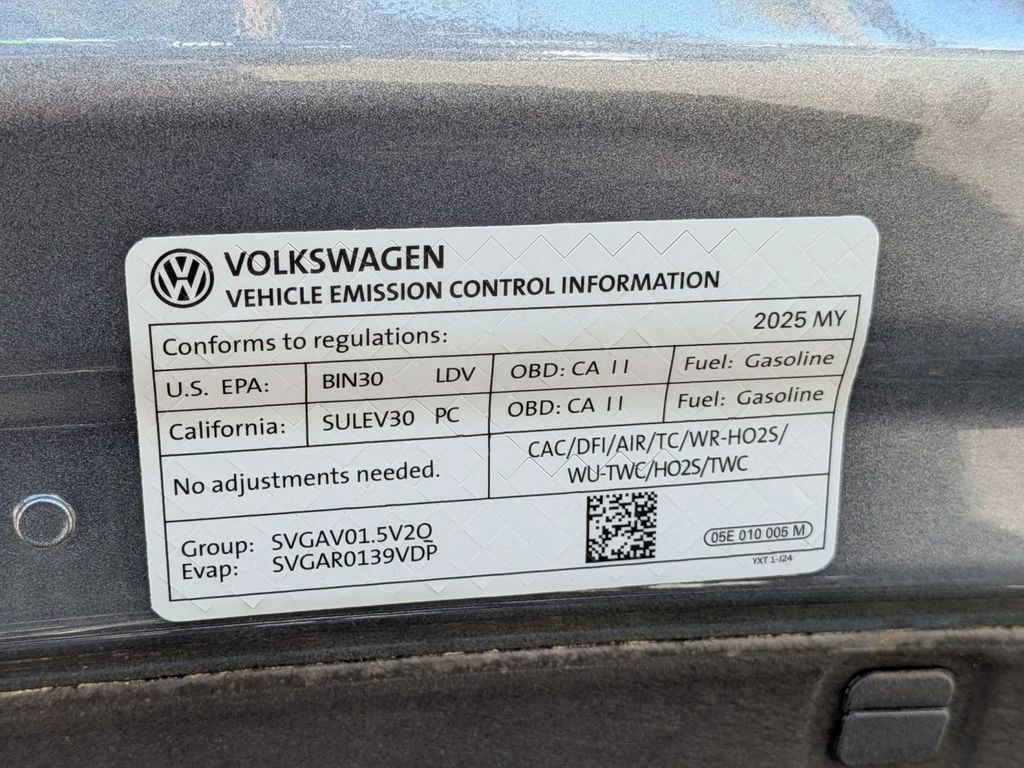 VOLKSWAGEN
VEHICLE EMISSION CONTROL INFORMATION
Conforms to regulations: 2025 MY
U.S. EPA: BIN30 LDV OBD: CA II Fuel: Gasoline
California: SULEV30 PC OBD: CA II Fuel: Gasoline
No adjustments needed.
CAC/DFI/AIR/TC/WR-HO2S/
WU-TWC/HO2S/TWC
Group: SVGAV01.5V2Q
Evap: SVGAR0139VDP
05E 010 005 M
YXT 1-J24